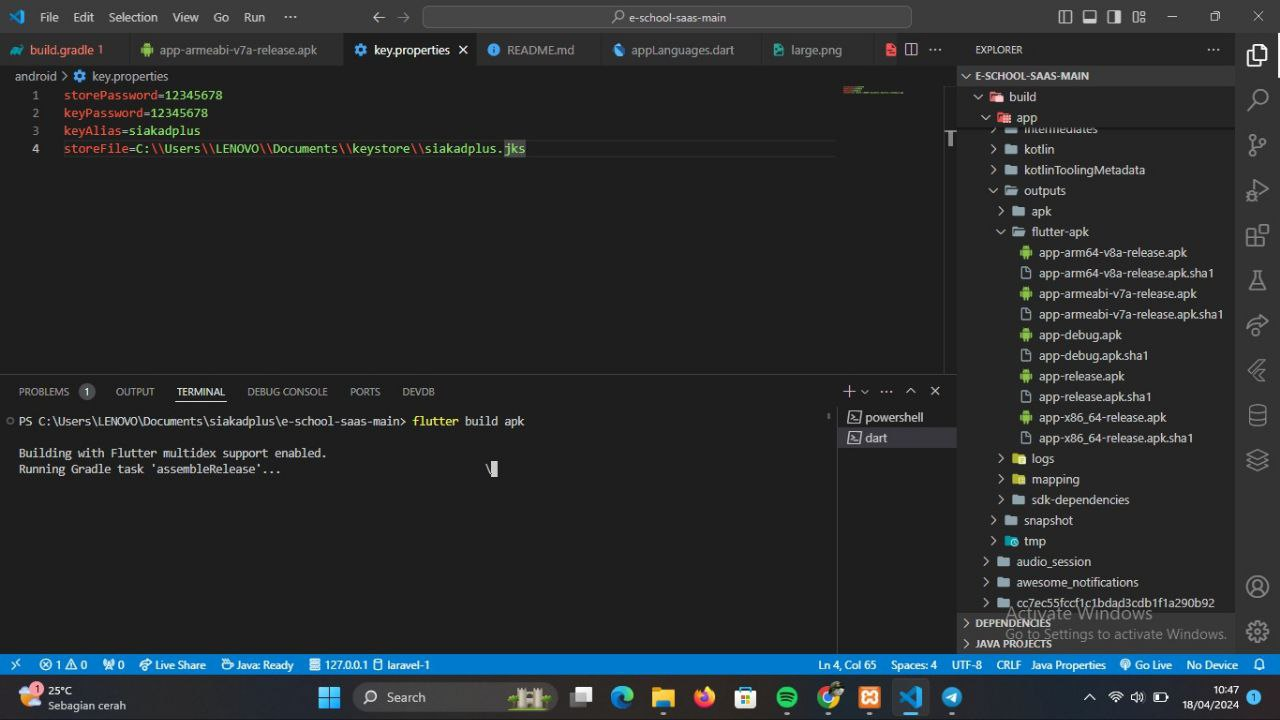 File Edit Selection View Go Run ···
e-school-saas-main
build.gradle 1
app-armeabi-v7a-release.apk
key.properties
README.md
appLanguages.dart
large.png
android > key.properties
1 storePassword=12345678
2 keyPassword=12345678
3 keyAlias=siakadplus
4 storeFile=C:\\Users\\LENOVO\\Documents\\keystore\\siakadplus.jks
PROBLEMS 1 OUTPUT TERMINAL DEBUG CONSOLE PORTS DEVDB
PS C:\Users\LENOVO\Documents\siakadplus\e-school-saas-main> flutter build apk
Building with Flutter multidex support enabled.
Running Gradle task 'assembleRelease'... \
powershell
dart
EXPLORER
E-SCHOOL-SAAS-MAIN
build
app
intermediates
kotlin
kotlinToolingMetadata
outputs
apk
flutter-apk
app-arm64-v8a-release.apk
app-arm64-v8a-release.apk.sha1
app-armeabi-v7a-release.apk
app-armeabi-v7a-release.apk.sha1
app-debug.apk
app-debug.apk.sha1
app-release.apk
app-release.apk.sha1
app-x86_64-release.apk
app-x86_64-release.apk.sha1
logs
mapping
sdk-dependencies
snapshot
tmp
audio_session
awesome_notifications
cc7ec55fccf1c1bdad3cdb1f1a290b92
DEPENDENCIES
JAVA PROJECTS
Activate Windows
Go to Settings to activate Windows.
1 0 0 Live Share Java: Ready 127.0.0.1 laravel-1
Ln 4, Col 65 Spaces: 4 UTF-8 CRLF Java Properties Go Live No Device
1
25°C
Sebagian cerah
Search
10:47
18/04/2024
1